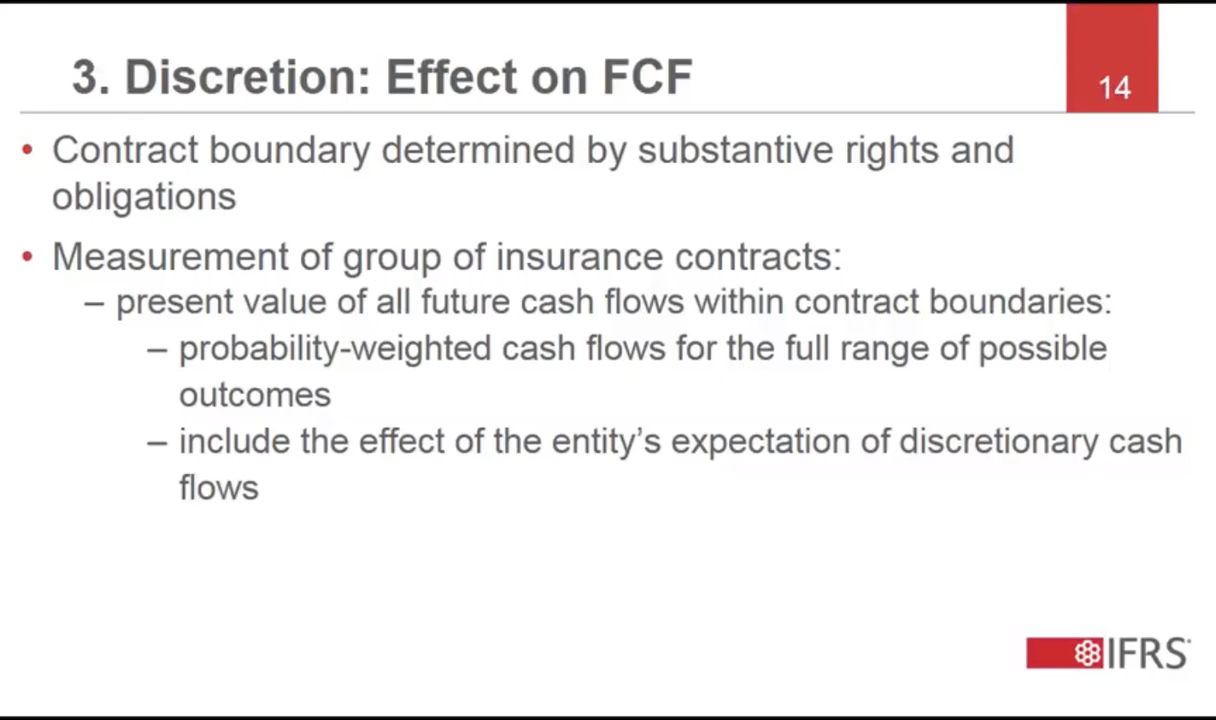 3. Discretion: Effect on FCF
14
• Contract boundary determined by substantive rights and
obligations
• Measurement of group of insurance contracts:
– present value of all future cash flows within contract boundaries:
– probability-weighted cash flows for the full range of possible
outcomes
– include the effect of the entity’s expectation of discretionary cash
flows
IFRS